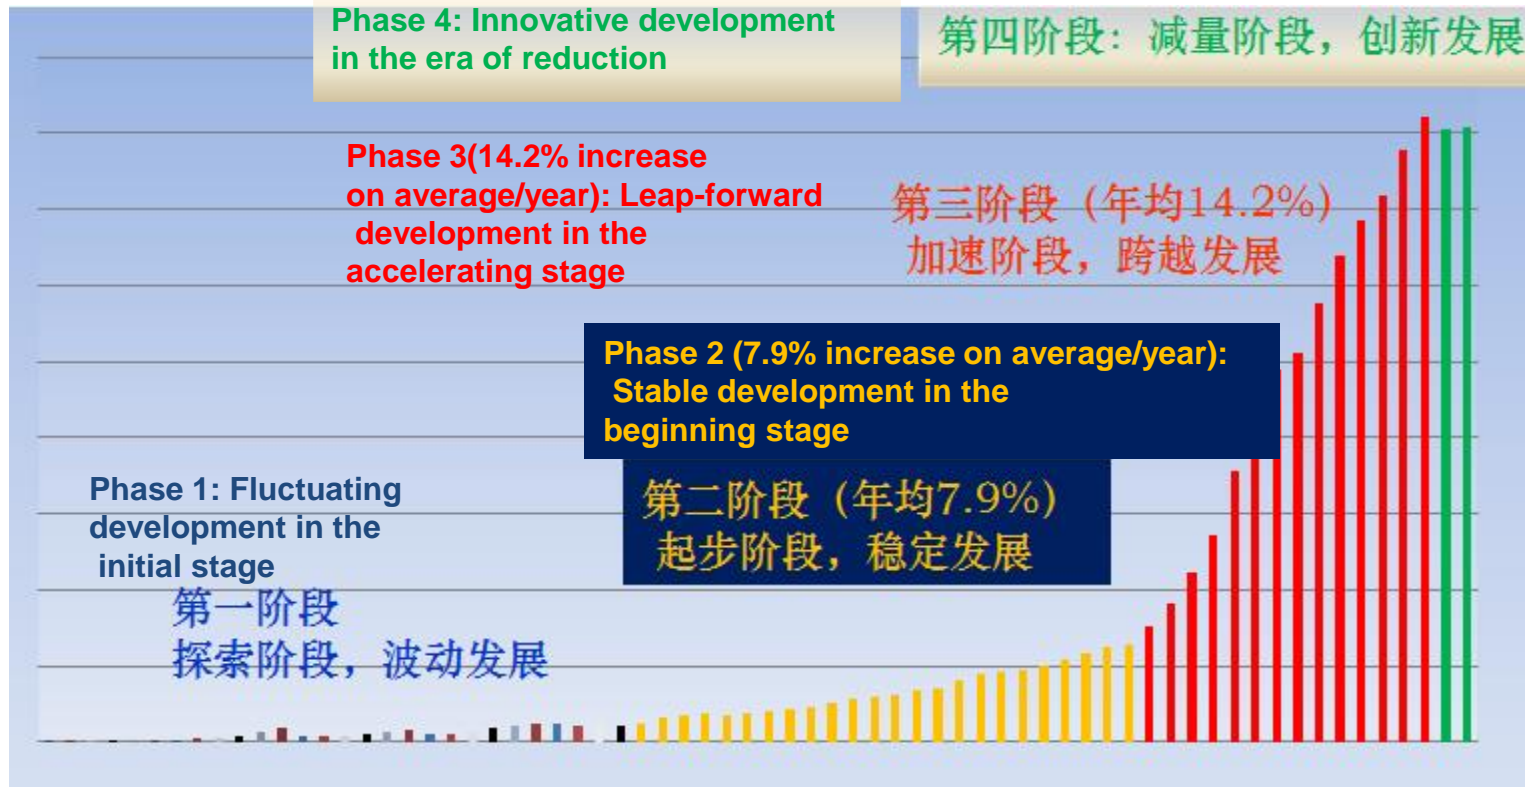 Phase 4: Innovative development
in the era of reduction
第四阶段：减量阶段，创新发展
Phase 3(14.2% increase
on average/year): Leap-forward
development in the
accelerating stage
第三阶段（年均14.2%）
加速阶段，跨越发展
Phase 2 (7.9% increase on average/year):
Stable development in the
beginning stage
第二阶段（年均7.9%）
起步阶段，稳定发展
Phase 1: Fluctuating
development in the
initial stage
第一阶段
探索阶段，波动发展